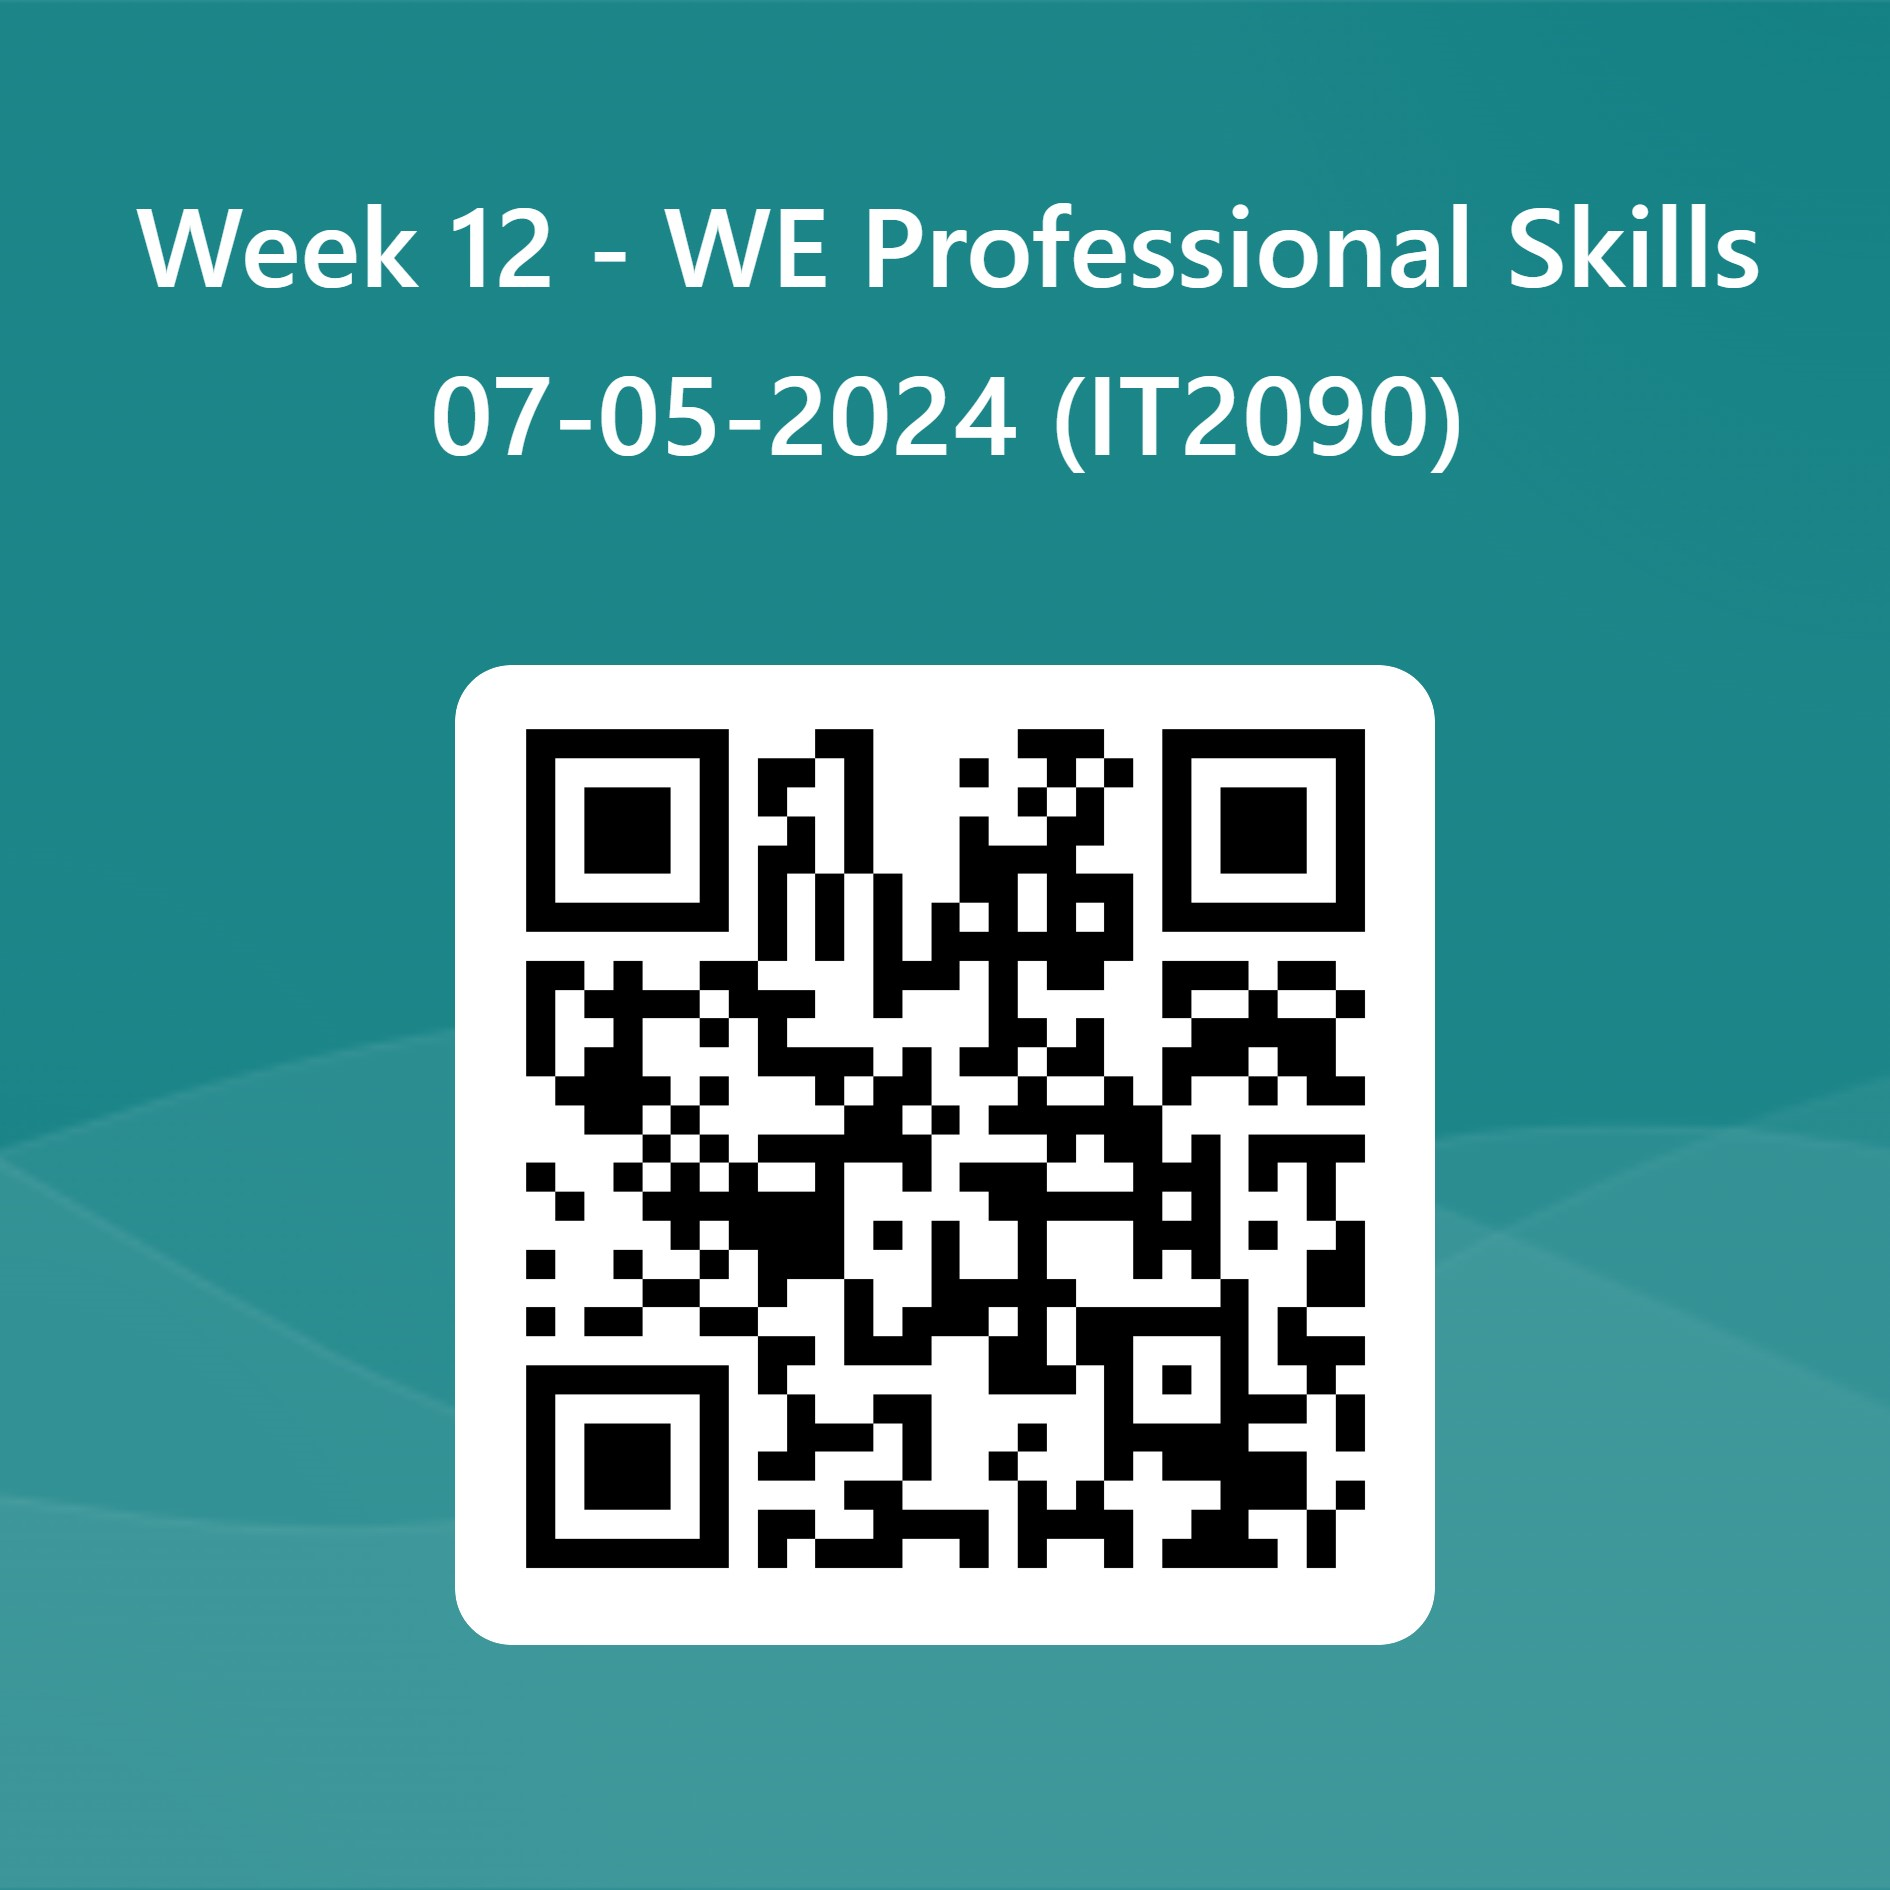 Week 12 - WE Professional Skills
07-05-2024 (IT2090)